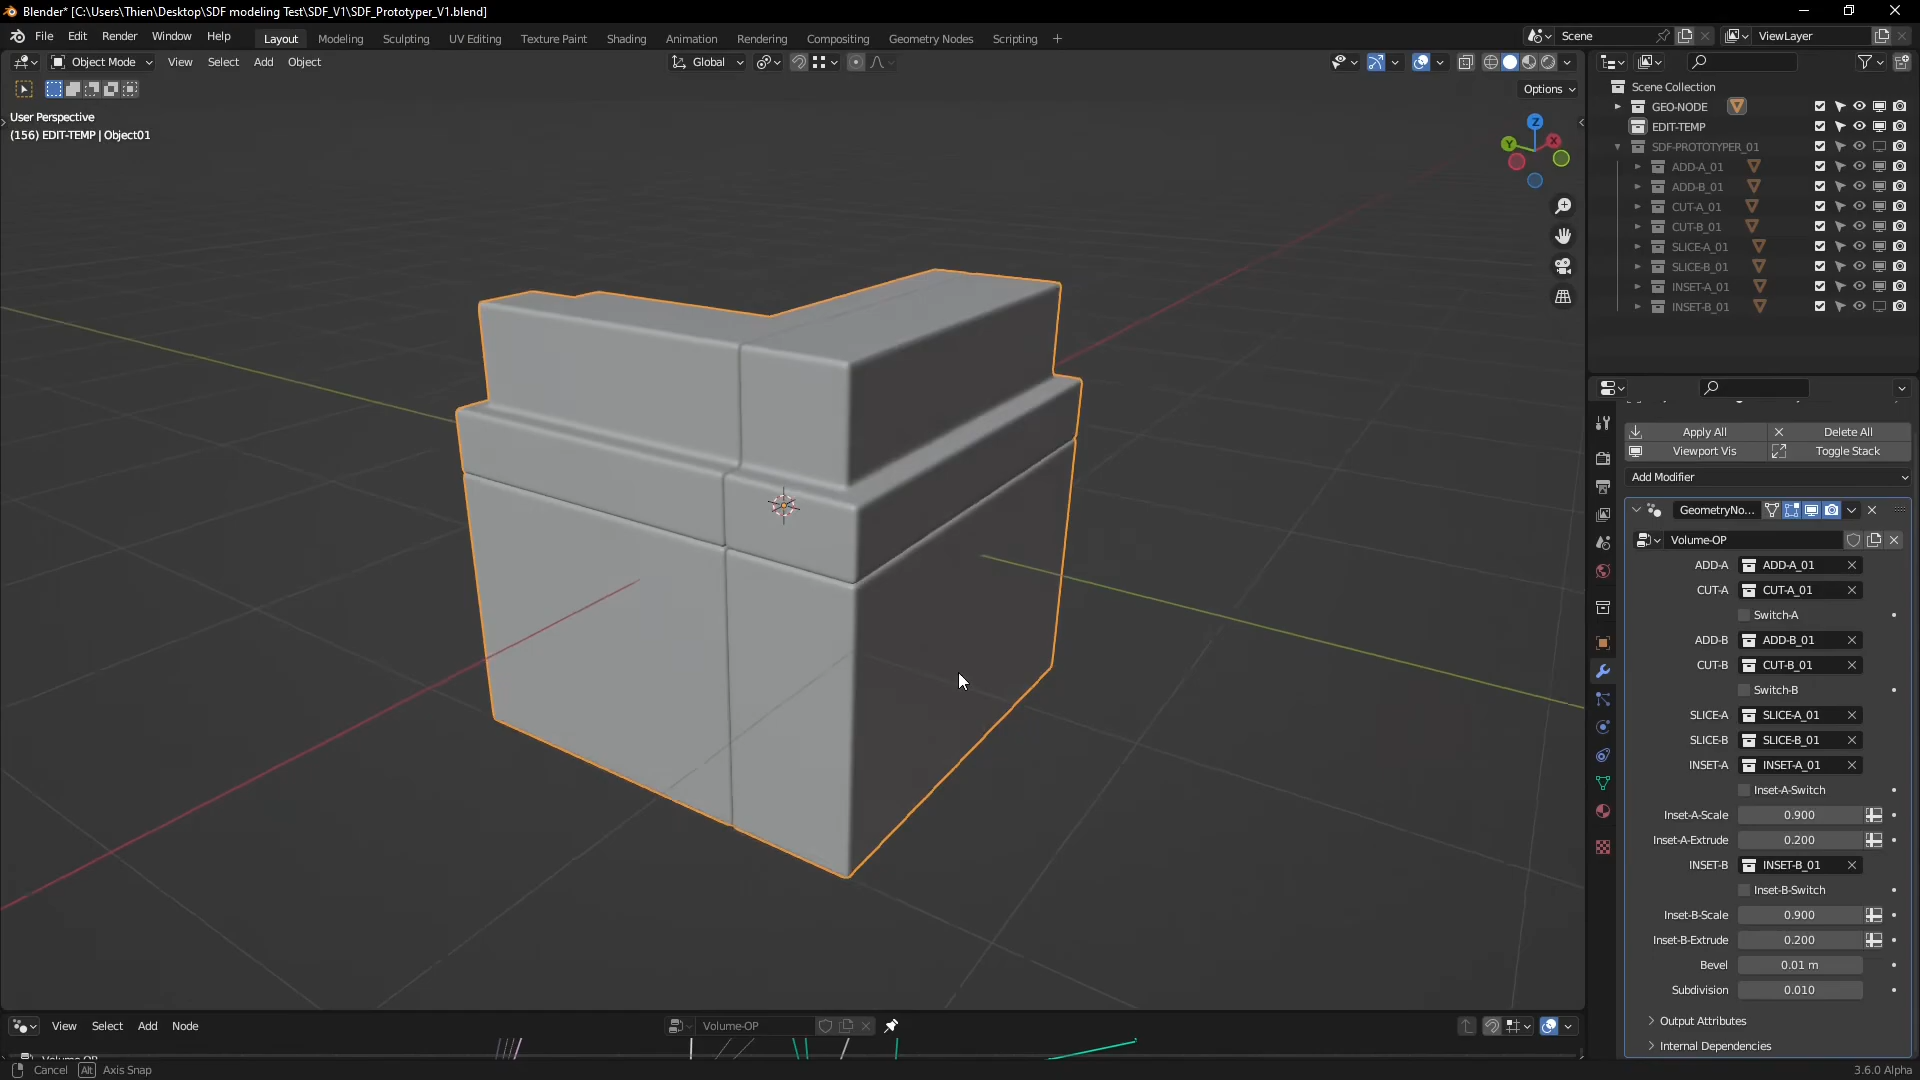 Blender* [C:\Users\Thien\Desktop\SDF modeling Test\SDF_V1\SDF_Prototyper_V1.blend]
File Edit Render Window Help
Layout Modeling Sculpting UV Editing Texture Paint Shading Animation Rendering Compositing Geometry Nodes Scripting +
Scene
ViewLayer
Object Mode View Select Add Object
Global
Options
User Perspective
(156) EDIT-TEMP | Object01
Z
Y
X
Scene Collection
GEO-NODE
EDIT-TEMP
SDF-PROTOTYPER_01
ADD-A_01
ADD-B_01
CUT-A_01
CUT-B_01
SLICE-A_01
SLICE-B_01
INSET-A_01
INSET-B_01
Apply All Delete All
Viewport Vis Toggle Stack
Add Modifier
GeometryNo...
Volume-OP
ADD-A ADD-A_01
CUT-A CUT-A_01
Switch-A
ADD-B ADD-B_01
CUT-B CUT-B_01
Switch-B
SLICE-A SLICE-A_01
SLICE-B SLICE-B_01
INSET-A INSET-A_01
Inset-A-Switch
Inset-A-Scale 0.900
Inset-A-Extrude 0.200
INSET-B INSET-B_01
Inset-B-Switch
Inset-B-Scale 0.900
Inset-B-Extrude 0.200
Bevel 0.01 m
Subdivision 0.010
Output Attributes
Internal Dependencies
View Select Add Node
Volume-OP
Volume-OP
Cancel Alt Axis Snap
3.6.0 Alpha